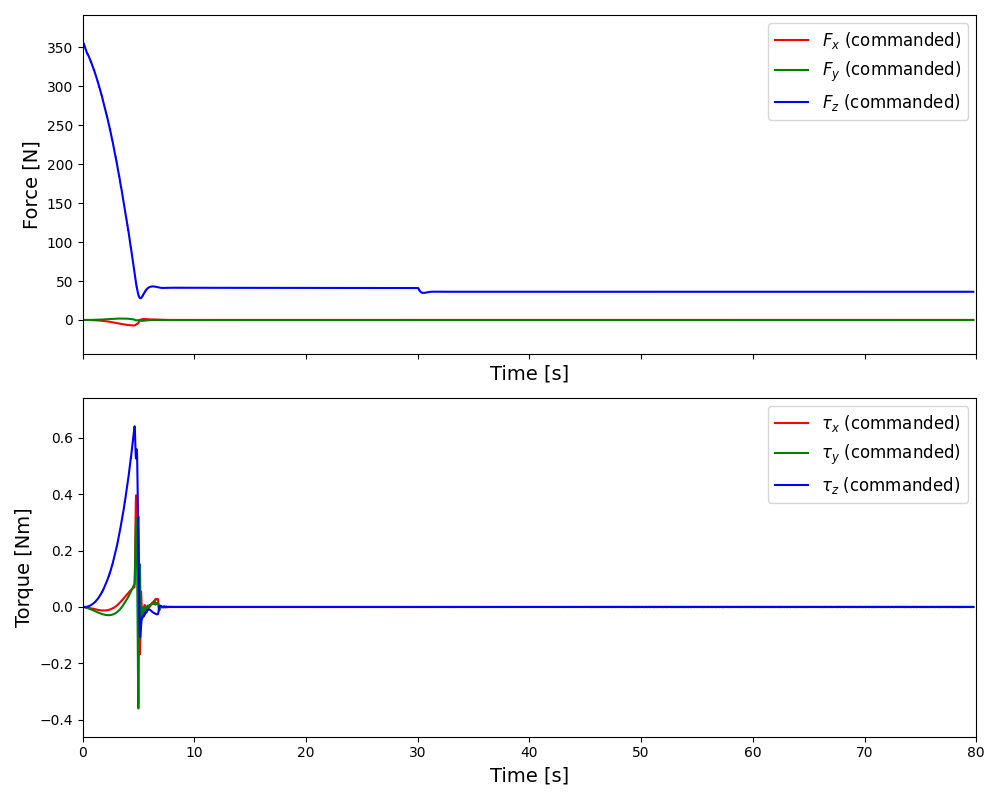 350
300
250
200
150
100
50
0
Force [N]
Fx (commanded)
Fy (commanded)
Fz (commanded)
Time [s]
0.6
0.4
0.2
0.0
−0.2
−0.4
Torque [Nm]
τx (commanded)
τy (commanded)
τz (commanded)
0 10 20 30 40 50 60 70 80
Time [s]